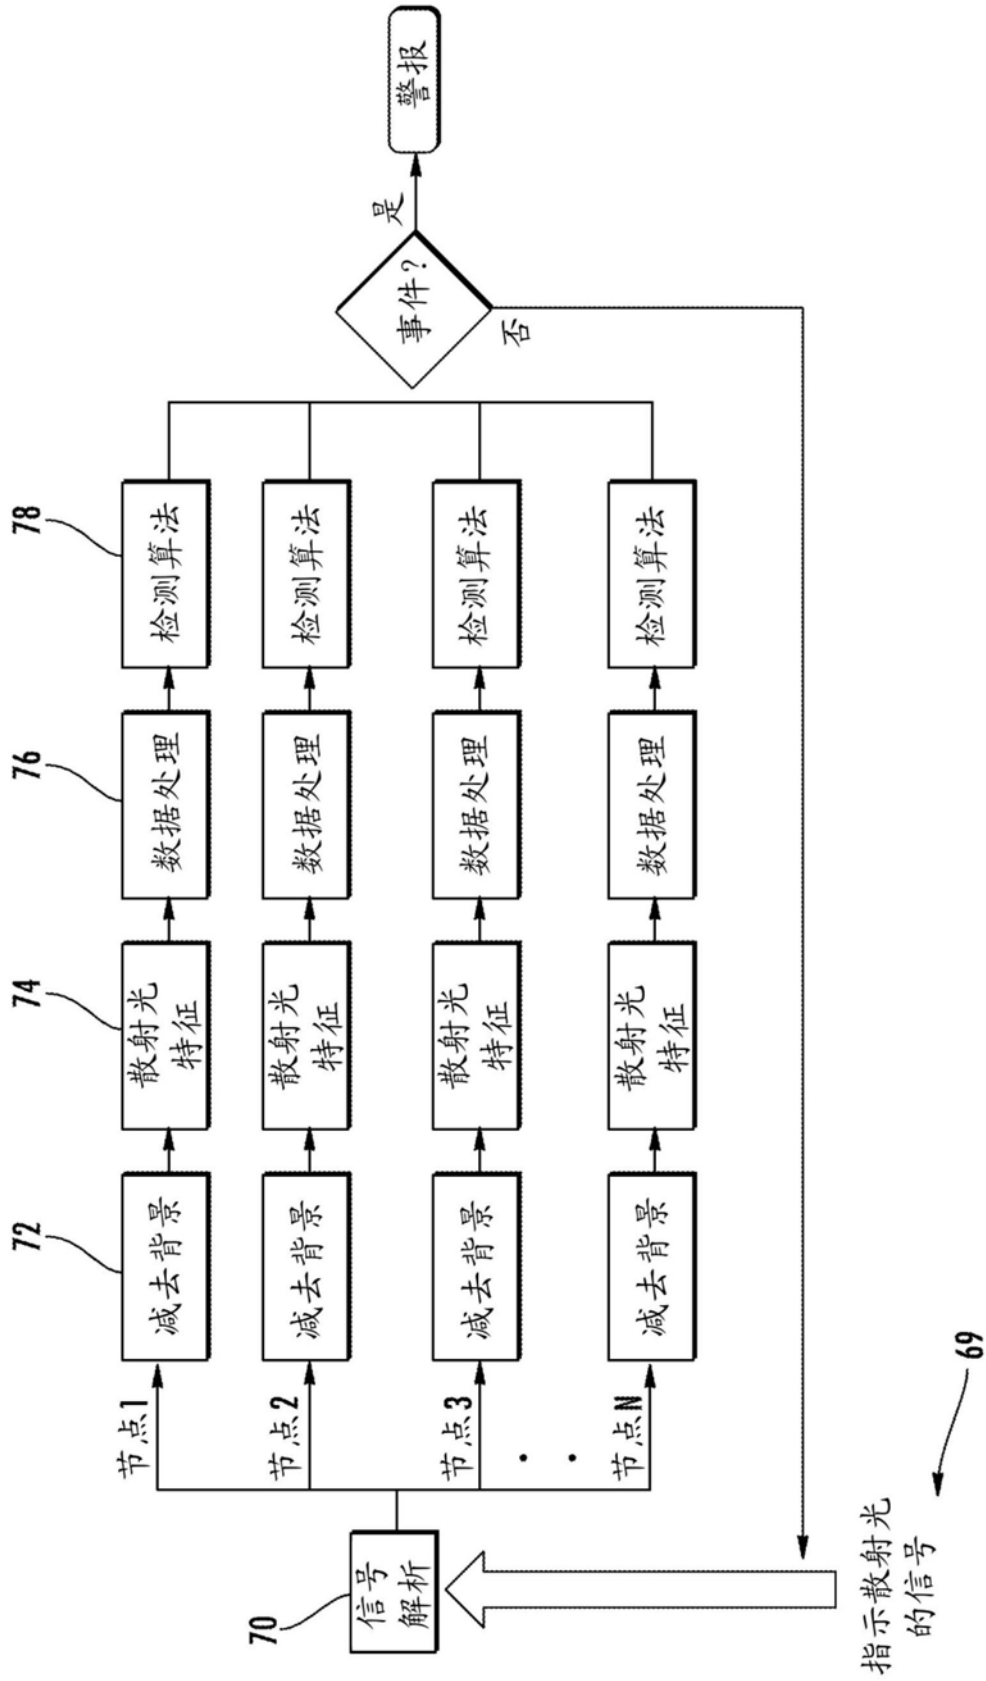 69
指示散射光
的信号
70
信号
解析
节点1
节点2
节点3
节点N
72
减去背景
减去背景
减去背景
减去背景
74
散射光
特征
散射光
特征
散射光
特征
散射光
特征
76
数据处理
数据处理
数据处理
数据处理
78
检测算法
检测算法
检测算法
检测算法
事件?
是
否
警报